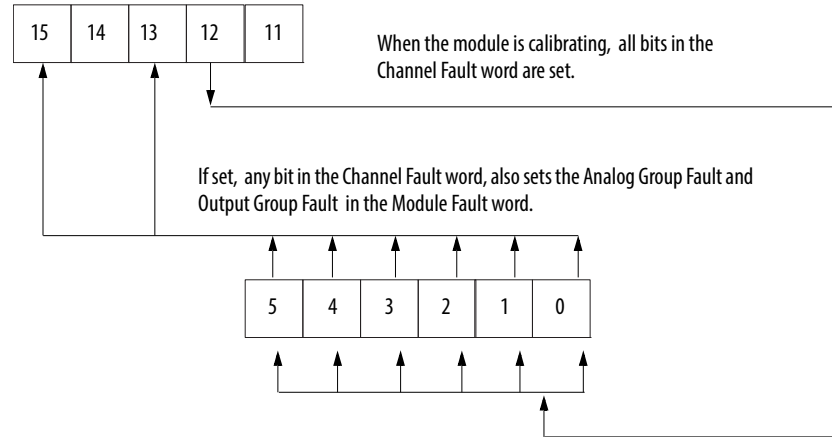 15 14 13 12 11
When the module is calibrating, all bits in the
Channel Fault word are set.
If set, any bit in the Channel Fault word, also sets the Analog Group Fault and
Output Group Fault in the Module Fault word.
5 4 3 2 1 0